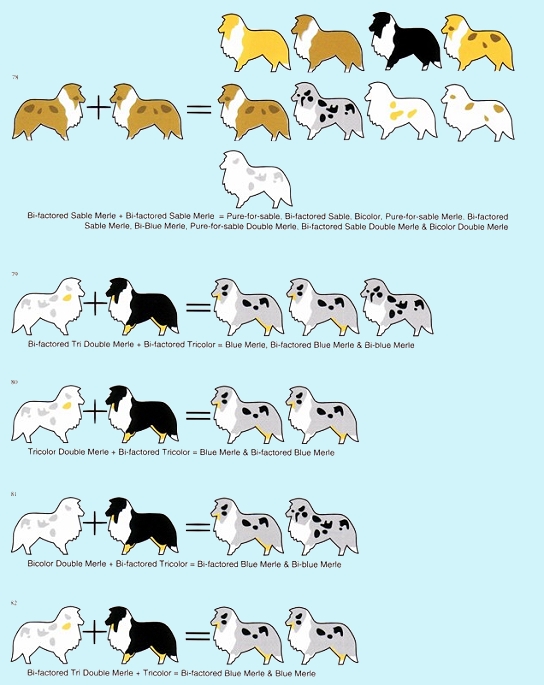 78
Bi-factored Sable Merle + Bi-factored Sable Merle = Pure-for-sable, Bi-factored Sable, Bicolor, Pure-for-sable Merle, Bi-factored
Sable Merle, Bi-Blue Merle, Pure-for-sable Double Merle, Bi-factored Sable Double Merle & Bicolor Double Merle
79
Bi-factored Tri Double Merle + Bi-factored Tricolor = Blue Merle, Bi-factored Blue Merle & Bi-blue Merle
80
Tricolor Double Merle + Bi-factored Tricolor = Blue Merle & Bi-factored Blue Merle
81
Bicolor Double Merle + Bi-factored Tricolor = Bi-factored Blue Merle & Bi-blue Merle
82
Bi-factored Tri Double Merle + Tricolor = Bi-factored Blue Merle & Blue Merle